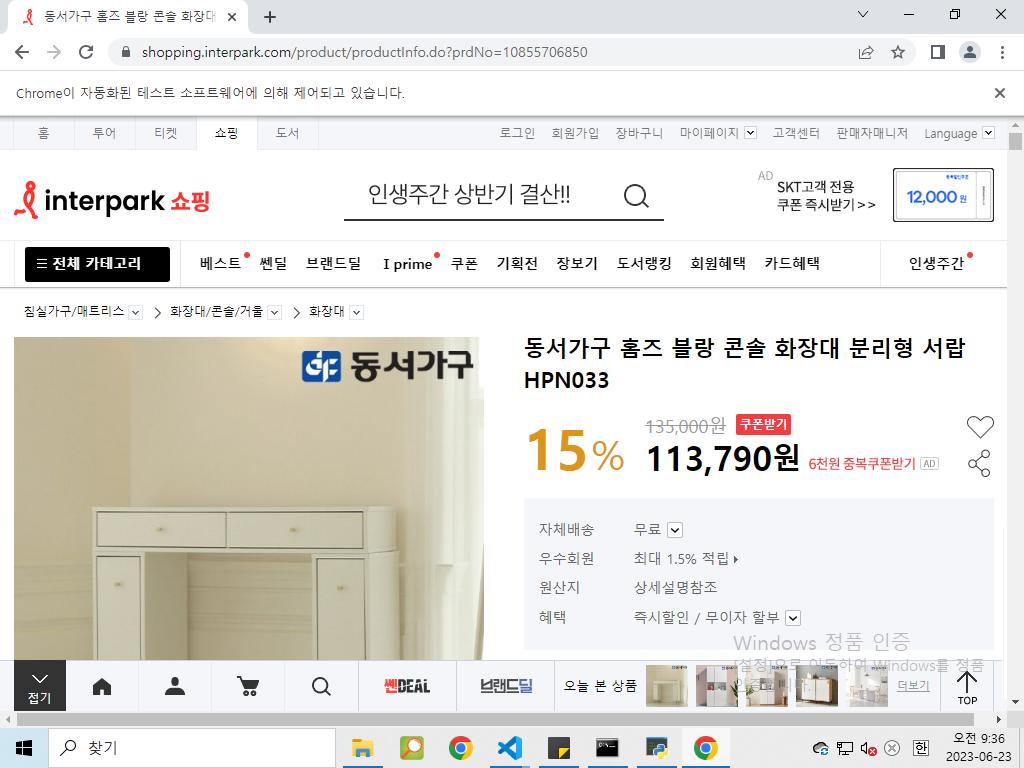 동서가구 홈즈 블랑 콘솔 화장대
shopping.interpark.com/product/productInfo.do?prdNo=10855706850
Chrome이 자동화된 테스트 소프트웨어에 의해 제어되고 있습니다.
홈 투어 티켓 쇼핑 도서 로그인 회원가입 장바구니 마이페이지 고객센터 판매자매니저 Language
interpark 쇼핑
인생주간 상반기 결산!!
AD SKT고객 전용
쿠폰 즉시받기 >>
12,000원
전체 카테고리 베스트 쎈딜 브랜드딜 I prime 쿠폰 기획전 장보기 도서랭킹 회원혜택 카드혜택 인생주간
침실가구/매트리스 화장대/콘솔/거울 화장대
동서가구
동서가구 홈즈 블랑 콘솔 화장대 분리형 서랍
HPN033
15%
135,000원 쿠폰받기
113,790원 6천원 중복쿠폰받기 AD
자체배송 무료
우수회원 최대 1.5% 적립
원산지 상세설명참조
혜택 즉시할인 / 무이자 할부
Windows 정품 인증
[설정]으로 이동하여 Windows를 정품
접기
쎈DEAL
브랜드딜
오늘 본 상품
더보기
TOP
찾기
한
오전 9:36
2023-06-23